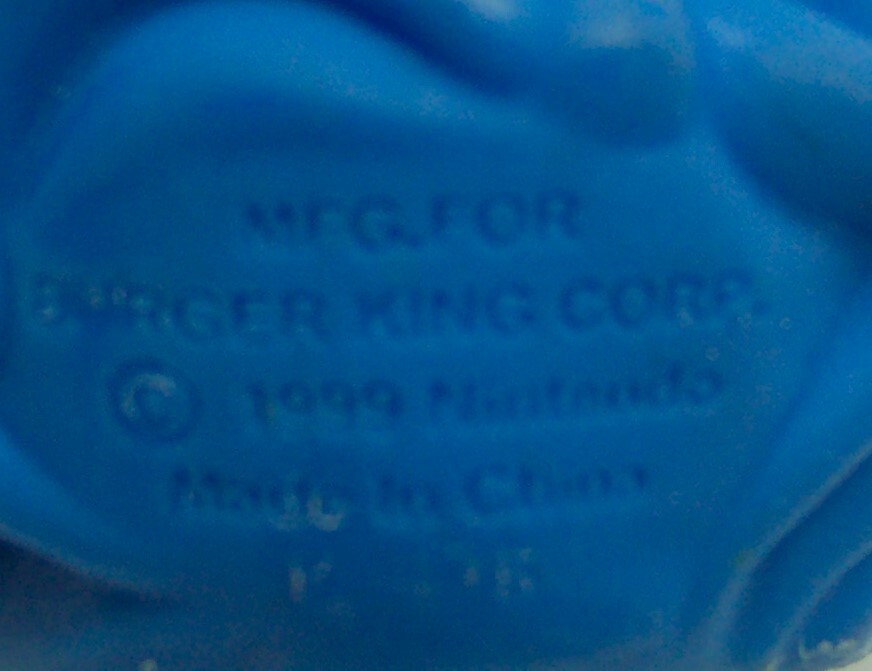 MFG.FOR
BURGER KING CORP.
© 1999 Nintendo
Made In China